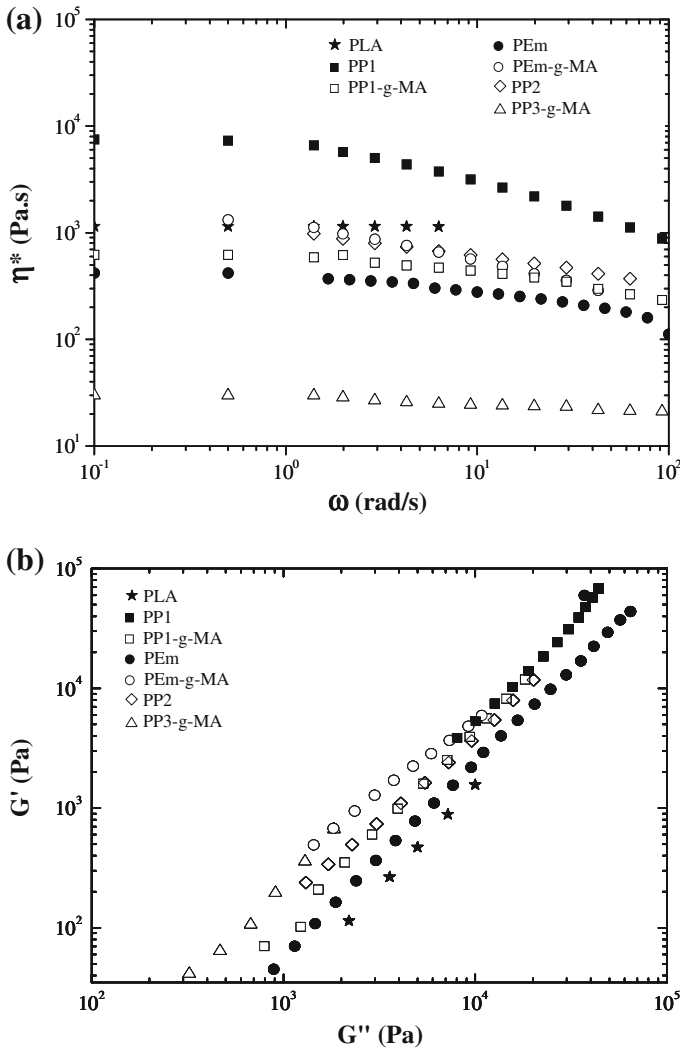 (a)
10^5
10^4
10^3
10^2
10^1
η* (Pa.s)
PLA
PP1
PP1-g-MA
PEm
PEm-g-MA
PP2
PP3-g-MA
10^-1
10^0
10^1
10^2
ω (rad/s)
(b)
10^5
10^4
10^3
10^2
G' (Pa)
PLA
PP1
PP1-g-MA
PEm
PEm-g-MA
PP2
PP3-g-MA
10^2
10^3
10^4
10^5
G'' (Pa)